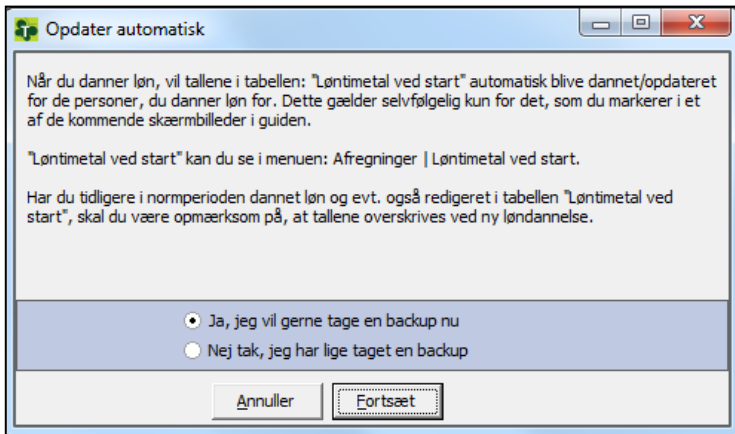 Opdater automatisk
Når du danner løn, vil tallene i tabellen: "Løntimetal ved start" automatisk blive dannet/opdateret
for de personer, du danner løn for. Dette gælder selvfølgelig kun for det, som du markerer i et
af de kommende skærmbilleder i guiden.
"Løntimetal ved start" kan du se i menuen: Afregninger | Løntimetal ved start.
Har du tidligere i normperioden dannet løn og evt. også redigeret i tabellen "Løntimetal ved
start", skal du være opmærksom på, at tallene overskrives ved ny løndannelse.
Ja, jeg vil gerne tage en backup nu
Nej tak, jeg har lige taget en backup
Annuller Fortsæt